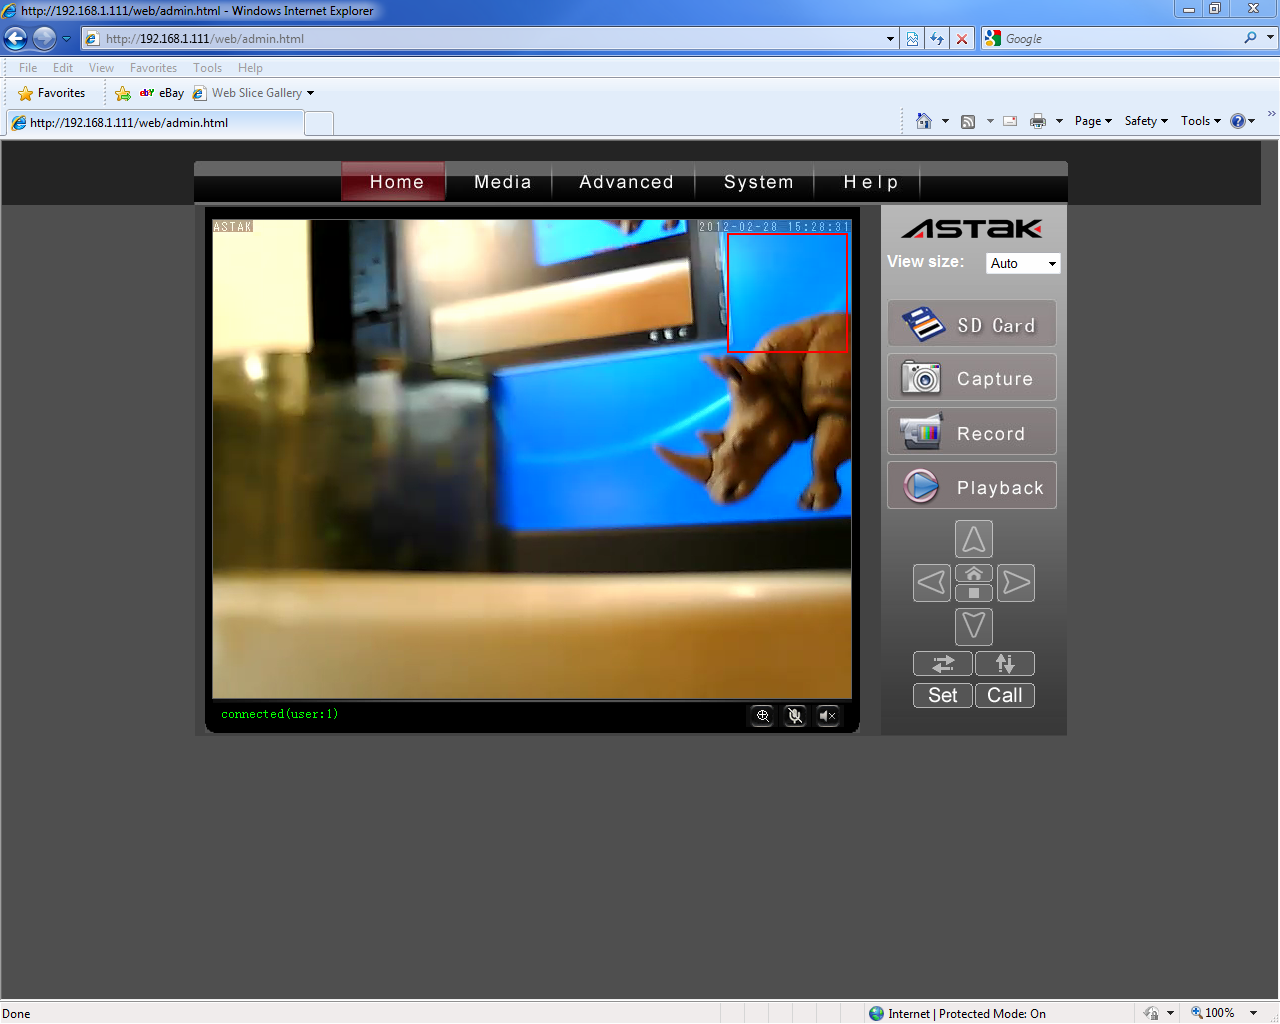 http://192.168.1.111/web/admin.html - Windows Internet Explorer
http://192.168.1.111/web/admin.html
Google
File Edit View Favorites Tools Help
Favorites
ebY eBay
Web Slice Gallery
http://192.168.1.111/web/admin.html
Page Safety Tools
Home Media Advanced System Help
ASTAK
2012-02-28 15:28:31
ASTAK
View size: Auto
SD Card
Capture
Record
Playback
Set Call
connected(user:1)
Done
Internet | Protected Mode: On
100%